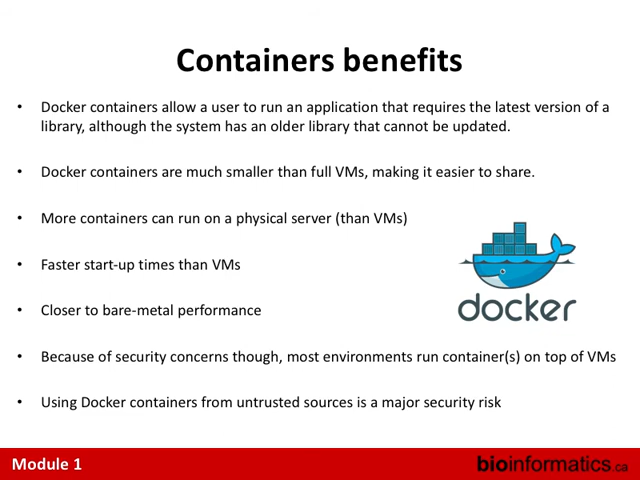 Containers benefits
• Docker containers allow a user to run an application that requires the latest version of a
library, although the system has an older library that cannot be updated.
• Docker containers are much smaller than full VMs, making it easier to share.
• More containers can run on a physical server (than VMs)
• Faster start-up times than VMs
• Closer to bare-metal performance
docker
• Because of security concerns though, most environments run container(s) on top of VMs
• Using Docker containers from untrusted sources is a major security risk
Module 1
bioinformatics.ca